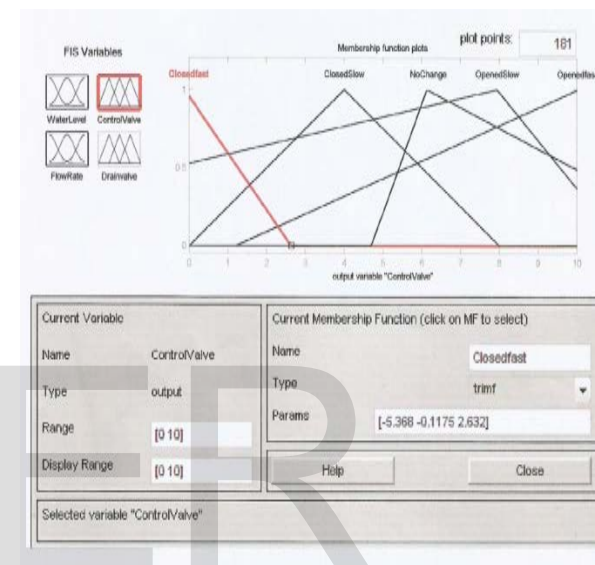 FIS Variables
Membership function plots
plot points:
181
Closedfast
ClosedSlow
NoChange
OpenedSlow
Openedfas
WaterLevel
ControlValve
FlowRate
Drainvalve
1
0.5
0
0 1 2 3 4 5 6 7 8 9 10
output variable "ControlValve"
Current Variable
Name ControlValve
Type output
Range [0 10]
Display Range [0 10]
Current Membership Function (click on MF to select)
Name Closedfast
Type trimf
Params [-5.368 -0.1175 2.632]
Help
Close
Selected variable "ControlValve"
ER